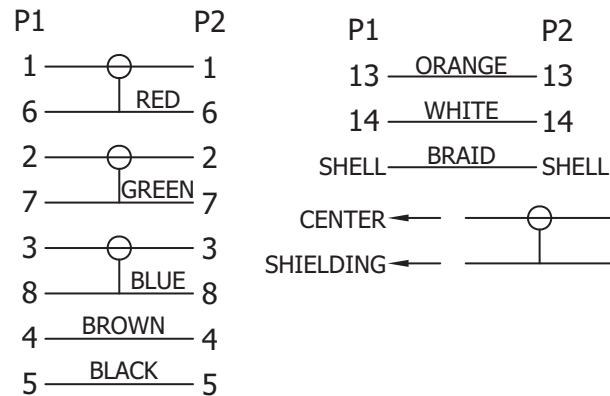 P1 P2
1 1
6 RED 6
2 2
7 GREEN 7
3 3
8 BLUE 8
4 BROWN 4
5 BLACK 5
P1 P2
13 ORANGE 13
14 WHITE 14
SHELL BRAID SHELL
CENTER
SHIELDING